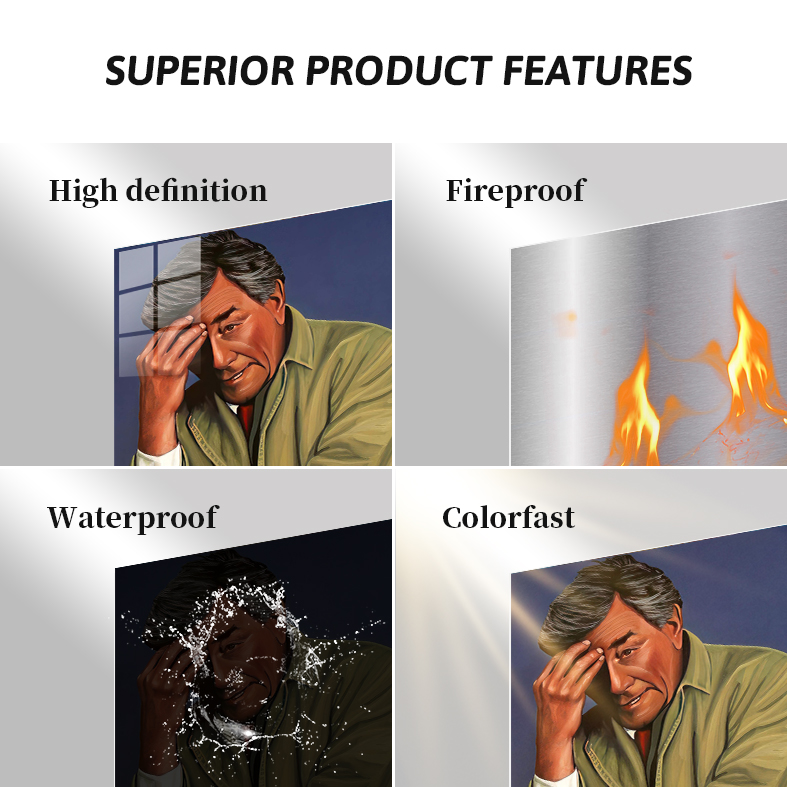 SUPERIOR PRODUCT FEATURES
High definition
Fireproof
Waterproof
Colorfast